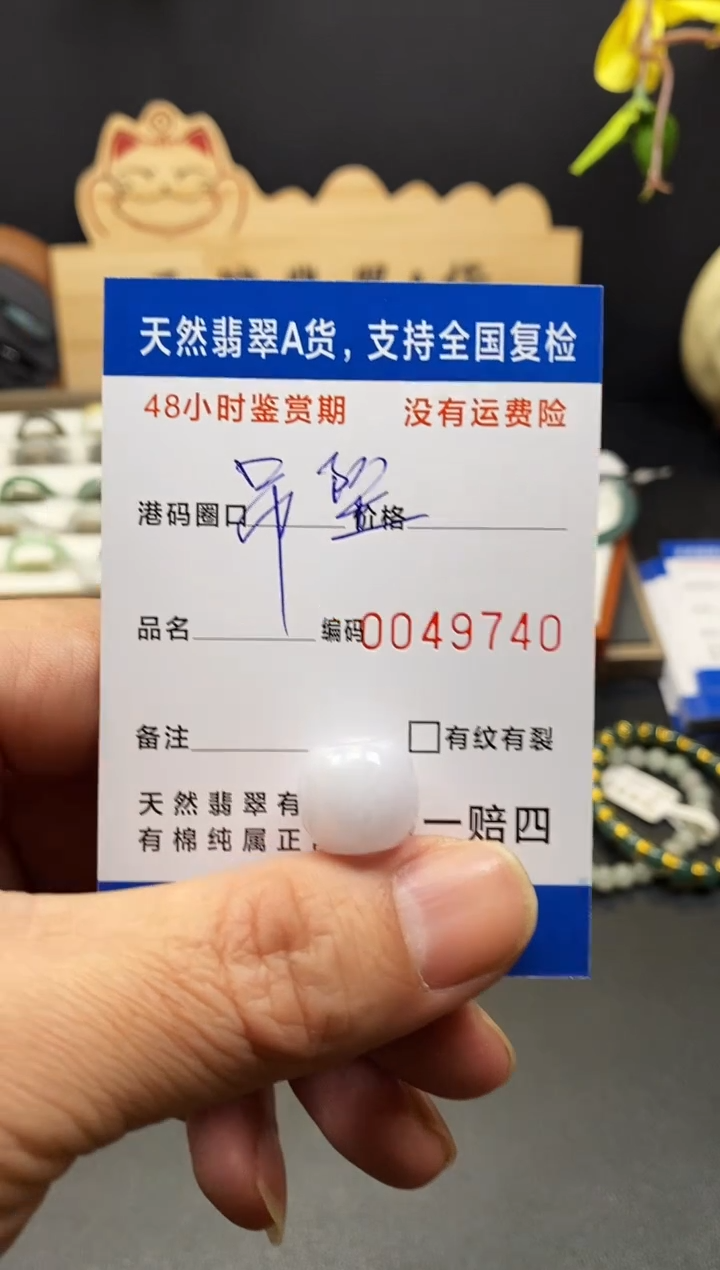 天然翡翠A货，支持全国复检
48小时鉴赏期 没有运费险
港码圈口 价格
品名 编码0049740
备注 有纹有裂
天然翡翠有
有棉纯属正 一赔四